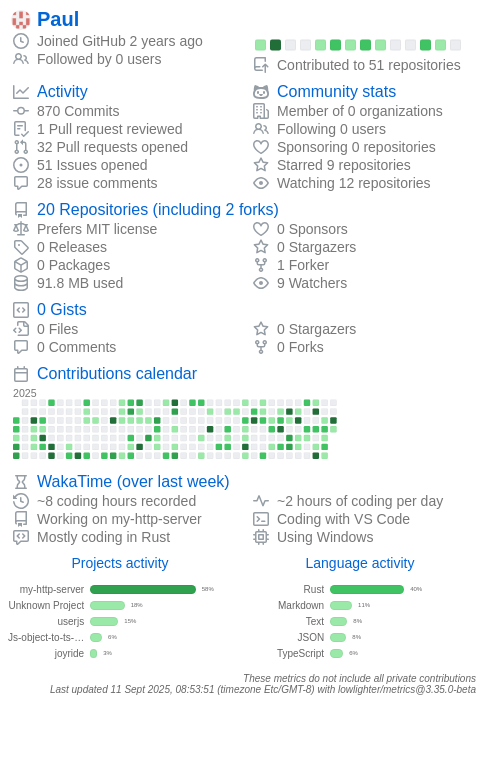 Paul
Joined GitHub 2 years ago
Followed by 0 users
Contributed to 51 repositories
Activity
870 Commits
1 Pull request reviewed
32 Pull requests opened
51 Issues opened
28 issue comments
Community stats
Member of 0 organizations
Following 0 users
Sponsoring 0 repositories
Starred 9 repositories
Watching 12 repositories
20 Repositories (including 2 forks)
Prefers MIT license
0 Releases
0 Packages
91.8 MB used
0 Sponsors
0 Stargazers
1 Forker
9 Watchers
0 Gists
0 Files
0 Comments
0 Stargazers
0 Forks
Contributions calendar
2025
WakaTime (over last week)
~8 coding hours recorded
Working on my-http-server
Mostly coding in Rust
~2 hours of coding per day
Coding with VS Code
Using Windows
Projects activity
my-http-server 58%
Unknown Project 18%
userjs 15%
Js-object-to-ts-… 6%
joyride 3%
Language activity
Rust 40%
Markdown 11%
Text 8%
JSON 8%
TypeScript 6%
These metrics do not include all private contributions
Last updated 11 Sept 2025, 08:53:51 (timezone Etc/GMT-8) with lowlighter/metrics@3.35.0-beta